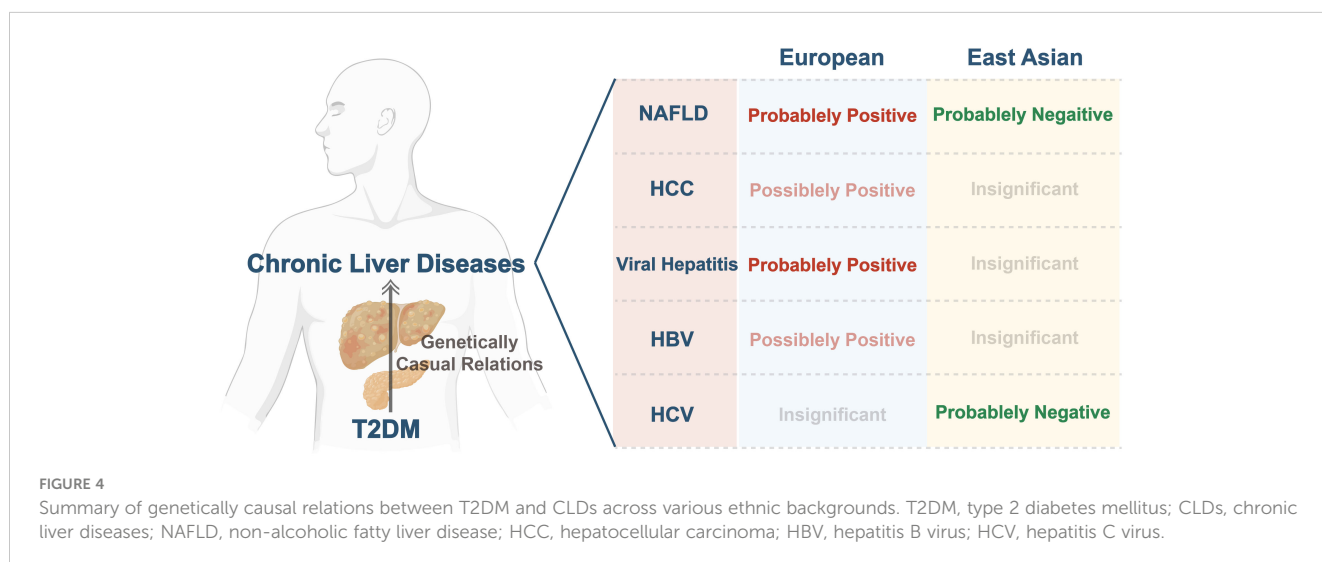 European East Asian
NAFLD Probablely Positive Probablely Negaitive
HCC Possiblely Positive Insignificant
Chronic Liver Diseases
Viral Hepatitis Probablely Positive Insignificant
Genetically
Casual Relations
HBV Possiblely Positive Insignificant
HCV Insignificant Probablely Negative
T2DM
FIGURE 4
Summary of genetically causal relations between T2DM and CLDs across various ethnic backgrounds. T2DM, type 2 diabetes mellitus; CLDs, chronic
liver diseases; NAFLD, non-alcoholic fatty liver disease; HCC, hepatocellular carcinoma; HBV, hepatitis B virus; HCV, hepatitis C virus.